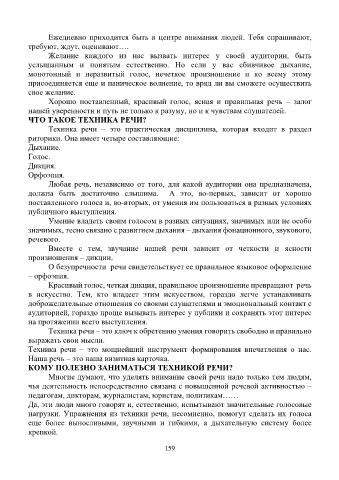 Ежедневно приходится быть в центре внимания людей. Тебя спрашивают,
требуют, ждут, оценивают….
Желание каждого из нас вызвать интерес у своей аудитории, быть
услышанным и понятым естественно. Но если у вас сбивчивое дыхание,
монотонный и неразвитый голос, нечеткое произношение и ко всему этому
присоединяется еще и паническое волнение, то вряд ли вы сможете осуществить
свое желание.
Хорошо поставленный, красивый голос, ясная и правильная речь – залог
нашей уверенности и путь не только к разуму, но и к чувствам слушателей.
ЧТО ТАКОЕ ТЕХНИКА РЕЧИ?
Техника речи – это практическая дисциплина, которая входит в раздел
риторики. Она имеет четыре составляющие:
Дыхание.
Голос.
Дикция.
Орфоэпия.
Любая речь, независимо от того, для какой аудитории она предназначена,
должна быть достаточно слышима. А это, во-первых, зависит от хорошо
поставленного голоса и, во-вторых, от умения им пользоваться в разных условиях
публичного выступления.
Умение владеть своим голосом в разных ситуациях, значимых или не особо
значимых, тесно связано с развитием дыхания – дыхания фонационного, звукового,
речевого.
Вместе с тем, звучание нашей речи зависит от четкости и ясности
произношения – дикции.
О безупречности речи свидетельствует ее правильное языковое оформление
– орфоэпия.
Красивый голос, четкая дикция, правильное произношение превращают речь
в искусство. Тем, кто владеет этим искусством, гораздо легче устанавливать
доброжелательные отношения со своими слушателями и эмоциональный контакт с
аудиторией, гораздо проще вызывать интерес у публики и сохранять этот интерес
на протяжении всего выступления.
Техника речи – это ключ к обретению умения говорить свободно и правильно
выражать свои мысли.
Техника речи – это мощнейший инструмент формирования впечатления о нас.
Наша речь – это наша визитная карточка.
КОМУ ПОЛЕЗНО ЗАНИМАТЬСЯ ТЕХНИКОЙ РЕЧИ?
Многие думают, что уделять внимание своей речи надо только тем людям,
чья деятельность непосредственно связана с повышенной речевой активностью –
педагогам, дикторам, журналистам, юристам, политикам……
Да, эти люди много говорят и, естественно, испытывают значительные голосовые
нагрузки. Упражнения из техники речи, несомненно, помогут сделать их голоса
еще более выносливыми, звучными и гибкими, а дыхательную систему более
крепкой.
159